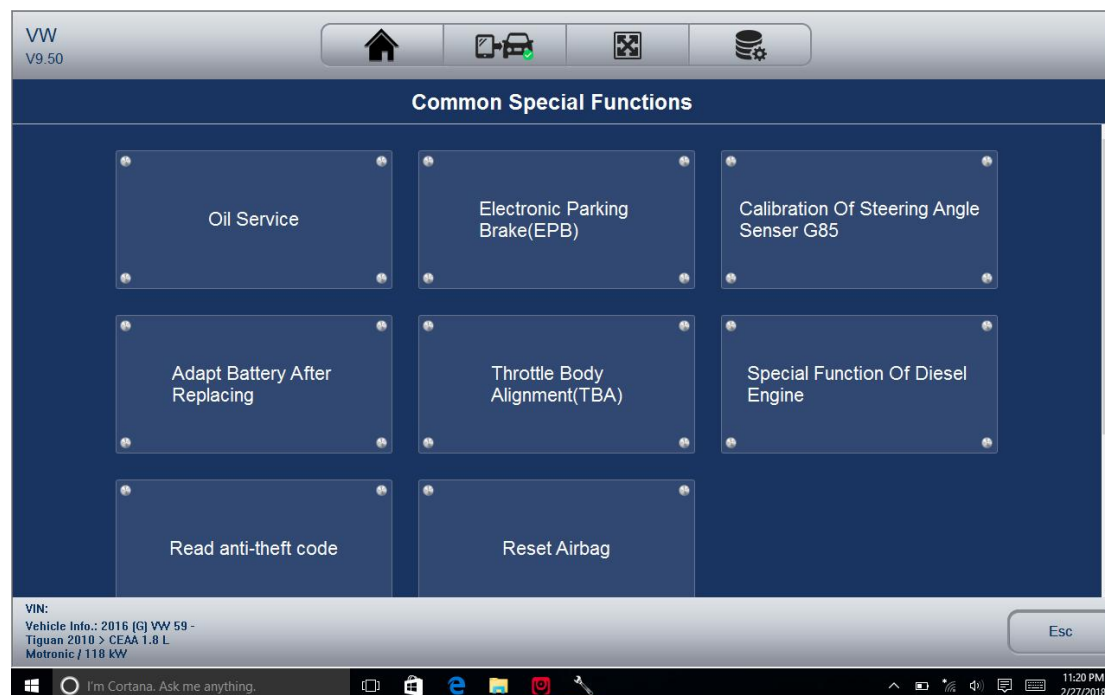 VW
V9.50
Common Special Functions
Oil Service
Electronic Parking
Brake(EPB)
Calibration Of Steering Angle
Senser G85
Adapt Battery After
Replacing
Throttle Body
Alignment(TBA)
Special Function Of Diesel
Engine
Read anti-theft code
Reset Airbag
VIN:
Vehicle Info.: 2016 (G) VW 59 -
Tiguan 2010 > CEAA 1.8 L
Motronic / 118 kW
Esc
I'm Cortana. Ask me anything.
11:20 PM
2/27/2018